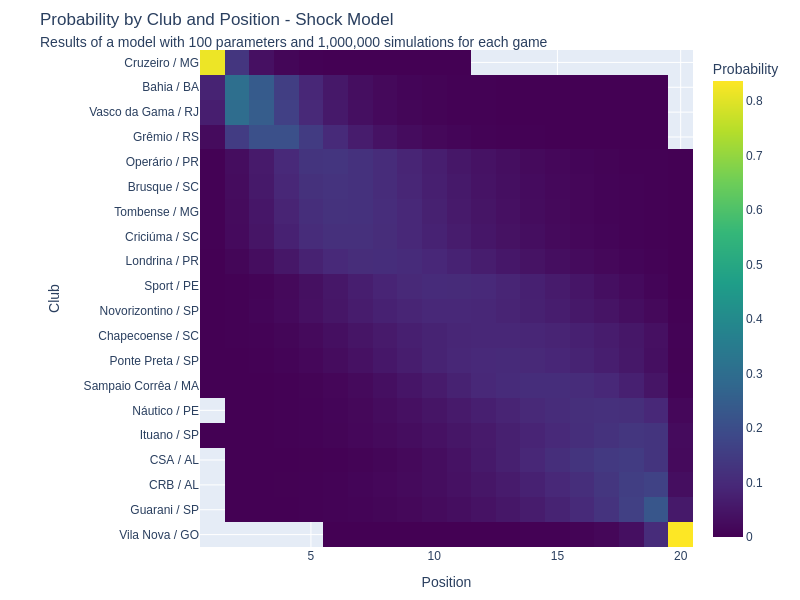 Probability by Club and Position - Shock Model
Results of a model with 100 parameters and 1,000,000 simulations for each game
Cruzeiro / MG
Bahia / BA
Vasco da Gama / RJ
Grêmio / RS
Operário / PR
Brusque / SC
Tombense / MG
Criciúma / SC
Londrina / PR
Sport / PE
Novorizontino / SP
Chapecoense / SC
Ponte Preta / SP
Sampaio Corrêa / MA
Náutico / PE
Ituano / SP
CSA / AL
CRB / AL
Guarani / SP
Vila Nova / GO
Club
5
10
15
20
Position
Probability
0.8
0.7
0.6
0.5
0.4
0.3
0.2
0.1
0